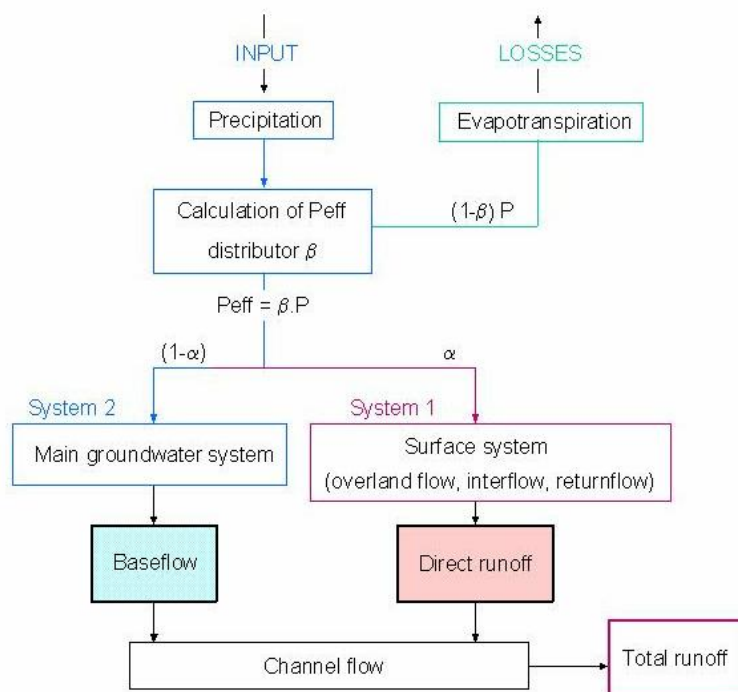 INPUT
LOSSES
Precipitation
Evapotranspiration
Calculation of Peff
distributor β
(1-β) P
Peff = β.P
(1-α)
α
System 2
System 1
Main groundwater system
Surface system
(overland flow, interflow, returnflow)
Baseflow
Direct runoff
Channel flow
Total runoff